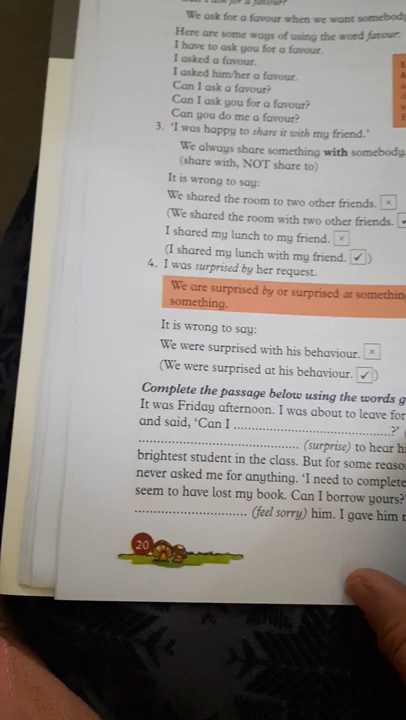 We ask for a favour when we want somebody
Here are some ways of using the word favour:
I have to ask you for a favour.
I asked a favour.
I asked him/her a favour.
Can I ask a favour?
Can I ask you for a favour?
Can you do me a favour?
3. 'I was happy to share it with my friend.'
We always share something with somebody.
(share with, NOT share to)
It is wrong to say:
We shared the room to two other friends. ×
(We shared the room with two other friends. ✓
I shared my lunch to my friend. ×
(I shared my lunch with my friend. ✓)
4. I was surprised by her request.
We are surprised by or surprised at somethin
something.
It is wrong to say:
We were surprised with his behaviour. ×
(We were surprised at his behaviour. ✓)
Complete the passage below using the words g
It was Friday afternoon. I was about to leave for
and said, 'Can I ........................................?'
........................................ (surprise) to hear hi
brightest student in the class. But for some reaso
never asked me for anything. 'I need to complete
seem to have lost my book. Can I borrow yours?'
............................ (feel sorry) him. I gave him
20